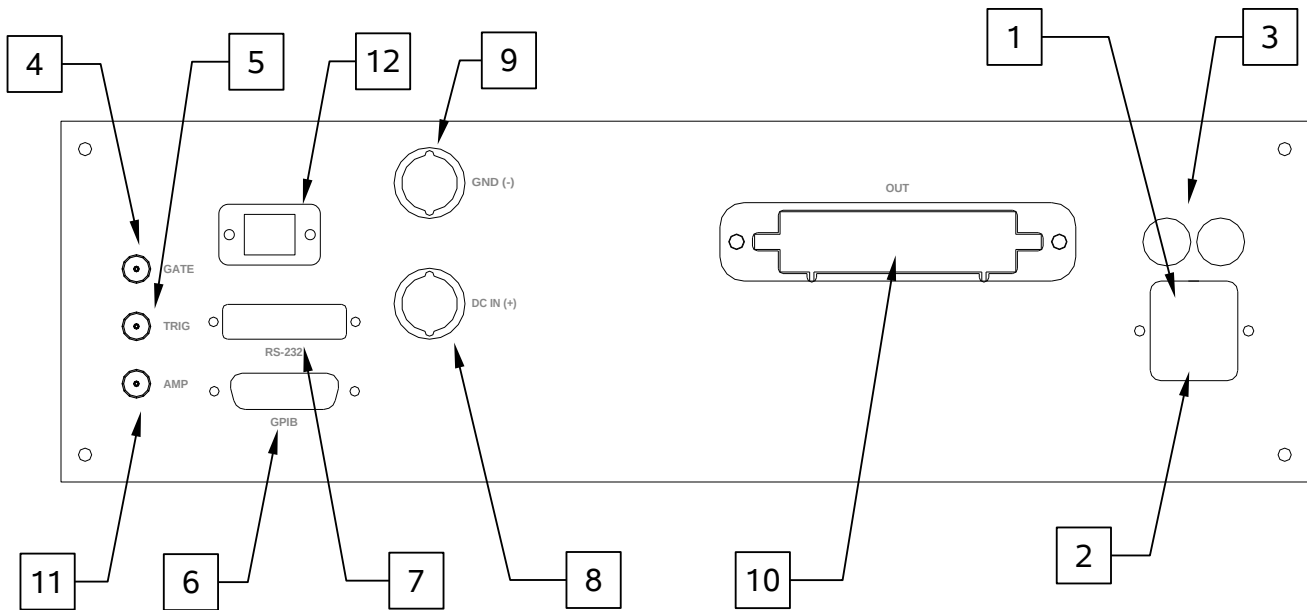 1
3
4
5
12
9
GND (-)
OUT
GATE
DC IN (+)
TRIG
RS-232
AMP
GPIB
11
6
7
8
10
2